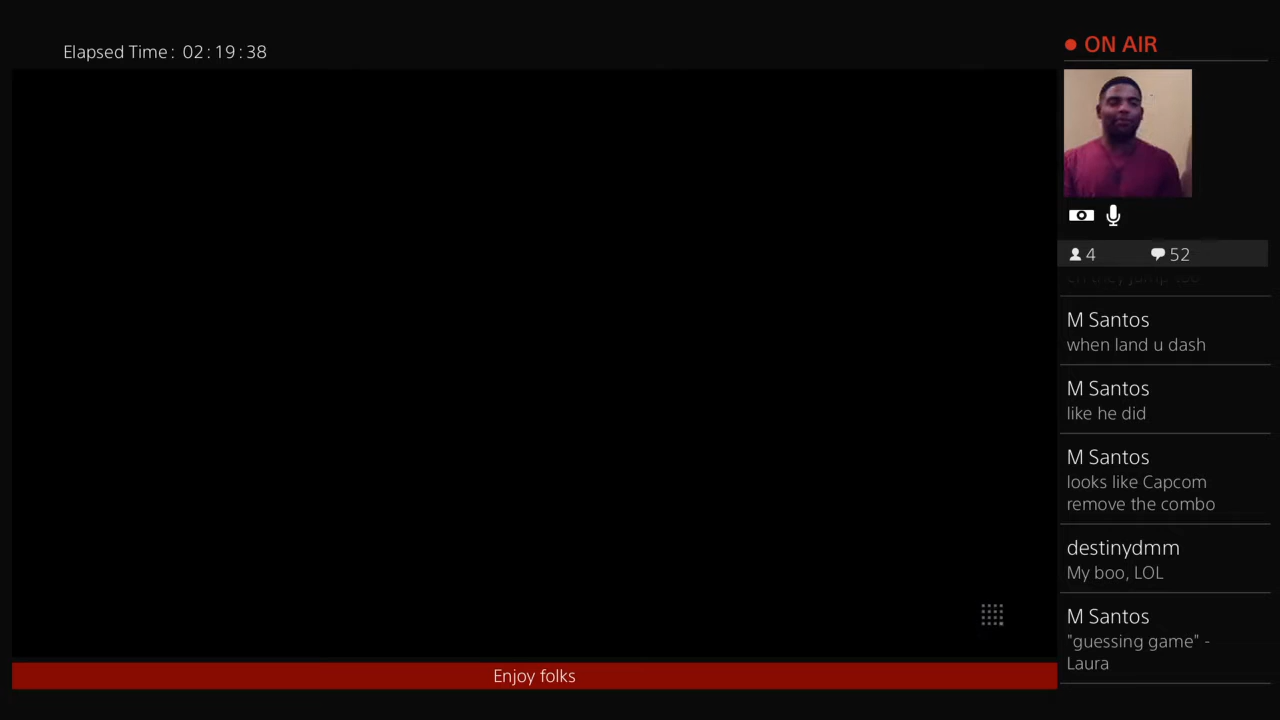 Elapsed Time: 02:19:38
ON AIR
4
52
M Santos
when land u dash
M Santos
like he did
M Santos
looks like Capcom
remove the combo
destinydmm
My boo, LOL
M Santos
"guessing game" -
Laura
Enjoy folks